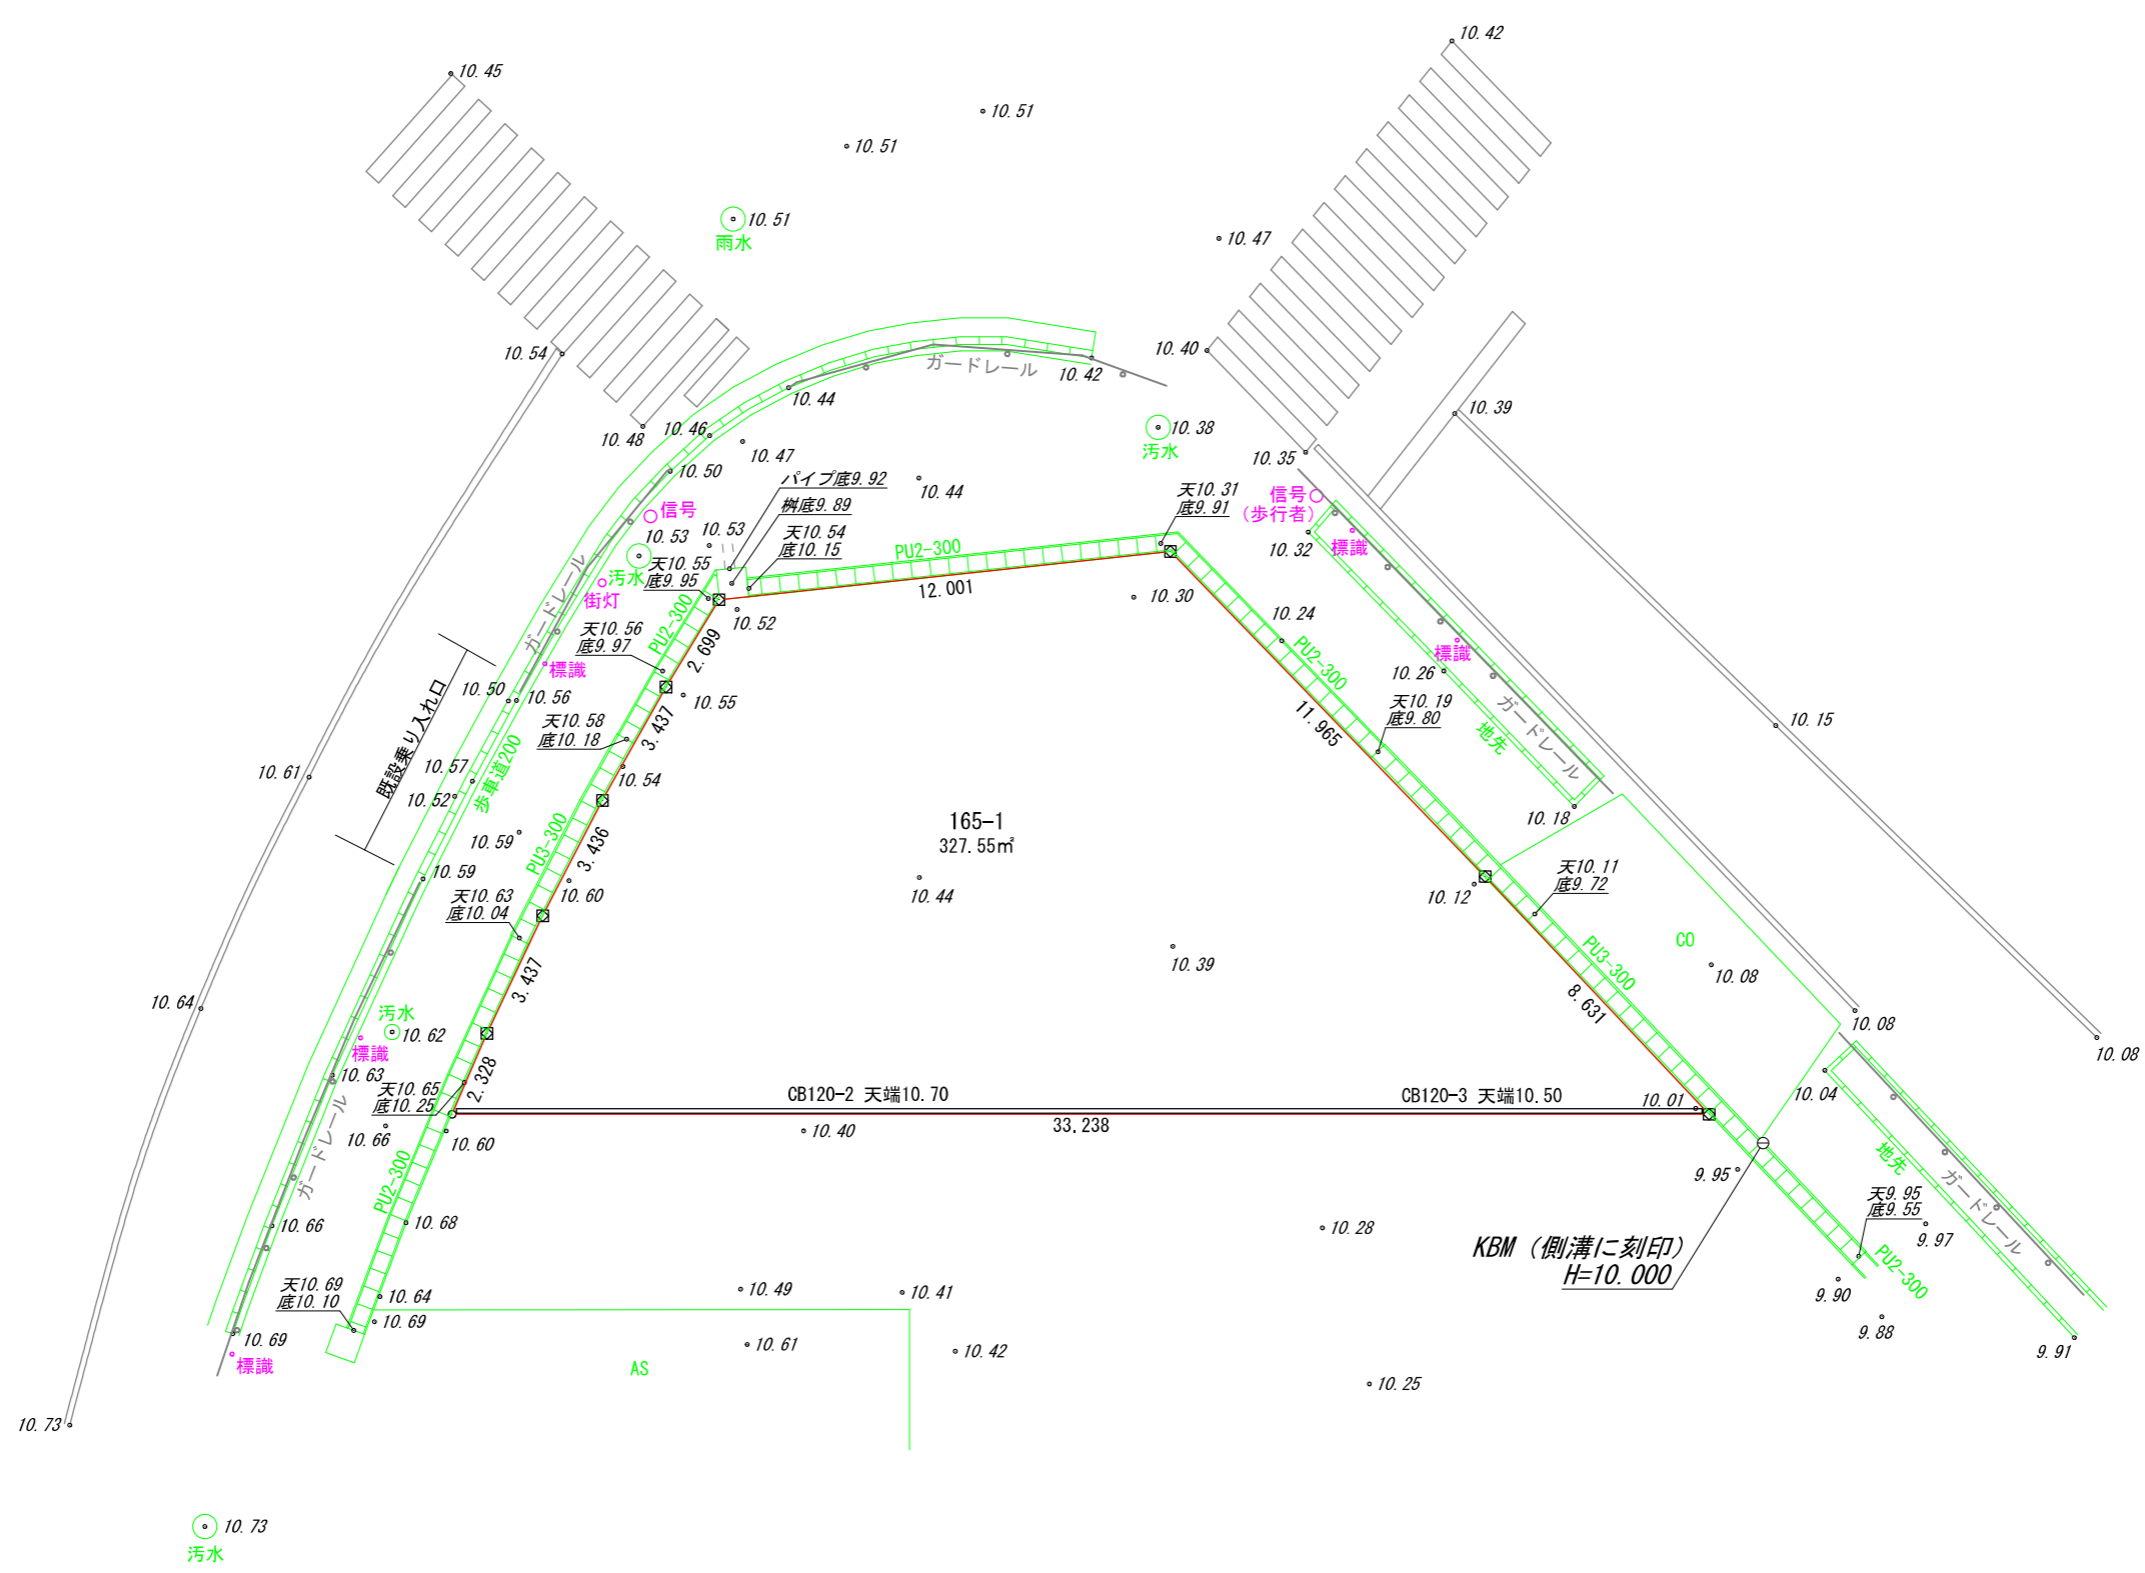 10.42
10.45
10.51
10.51
10.51
雨水
10.47
10.54
10.40
10.42
ガードレール
10.44
10.39
10.48
10.46
10.47
10.38
汚水
10.35
10.50
パイプ底9.92
10.44
天10.31
底9.91
信号
(歩行者)
桝底9.89
信号
10.53
10.53
天10.54
底10.15
PU2-300
10.32
標識
天10.55
底9.95
汚水
街灯
ガードレール
12.001
10.30
10.52
10.24
PU2-300
PU2-300
天10.56
底9.97
2.699
標識
10.26
標識
10.50
10.56
10.55
天10.19
底9.80
ガードレール
地先
天10.58
底10.18
3.437
11.965
10.15
既設乗り入れ口
10.61
10.57
10.52
歩車道200
10.54
10.59
PU3-300
165-1
327.55㎡
10.18
3.436
10.59
天10.63
底10.04
10.60
10.44
10.12
天10.11
底9.72
CO
10.08
10.39
PU3-300
3.437
8.631
10.64
汚水
10.62
標識
10.08
10.08
10.63
天10.65
底10.25
2.328
CB120-2 天端10.70
CB120-3 天端10.50
10.01
10.04
33,238
10.66
10.60
10.40
ガードレール
PU2-300
9.95
地先
ガードレール
天9.95
底9.55
10.66
10.68
10.28
9.97
KBM(側溝に刻印)
H=10.000
PU2-300
天10.69
底10.10
10.64
10.49
10.41
9.90
10.69
10.69
9.88
標識
AS
10.61
10.42
9.91
10.25
10.73
10.73
汚水